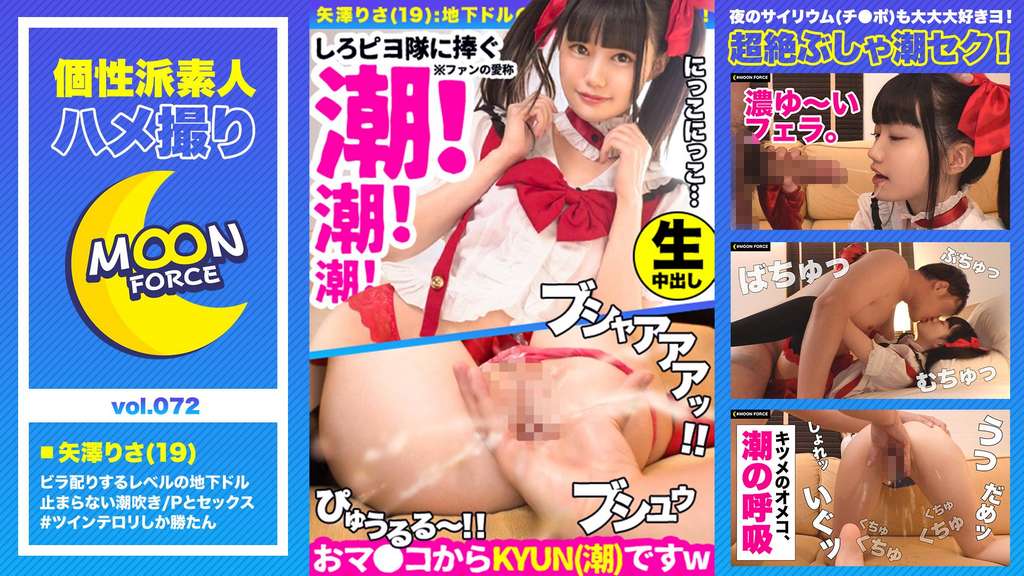 個性派素人
ハメ撮り
MOON
FORCE
vol.072
■矢澤りさ(19)
ビラ配りするレベルの地下ドル
止まらない潮吹き/Pとセックス
#ツインテロリしか勝たん
矢澤りさ(19):地下ドル
しろピヨ隊に捧ぐ
※ファンの愛称
潮!
潮!
潮!
にっこにっこ…
生
中出し
ブシャアアアッ!!
ぴゅうるる〜!!
ブシュゥ
おマ●コからKYUN(潮)ですw
夜のサイリウム(チ●ポ)も大大大好きヨ!
超絶ぶしゃ潮セク!
MOON FORCE
濃ゆ〜い
フェラ。
MOON FORCE
ばちゅっ
ぶちゅっ
むちゅっ
MOON FORCE
キツメのオメコ、
潮の呼吸
しょれッ
いぐッ
うっ
だめッ
くちゅ
くちゅ
くちゅ
くちゅ